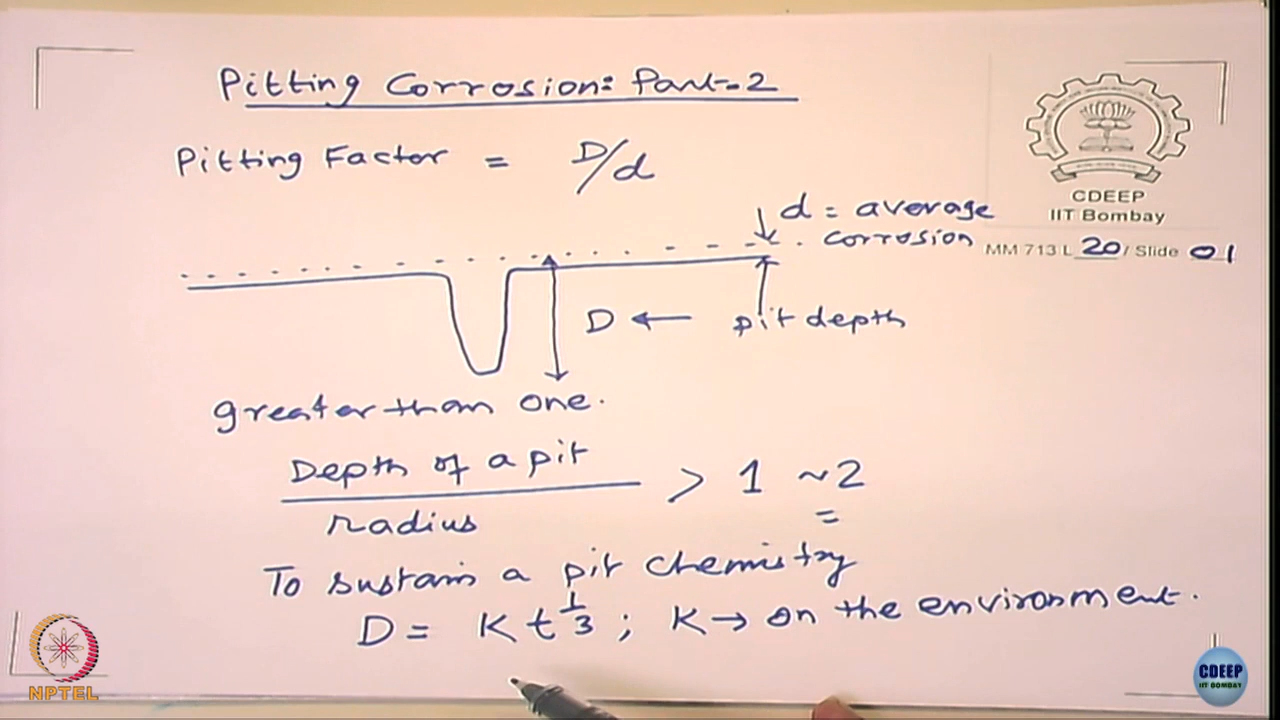 Pitting Corrosion: Part-2
Pitting Factor = D/d
CDEEP
IIT Bombay
MM 713 L 20 / Slide 01
d = average
corrosion
D ← pit depth
greater than one.
Depth of a pit
radius
> 1 ~2
=
To sustain a pit chemistry
D = K t^1/3 ; K → on the environment.
NPTEL
CDEEP
IIT BOMBAY